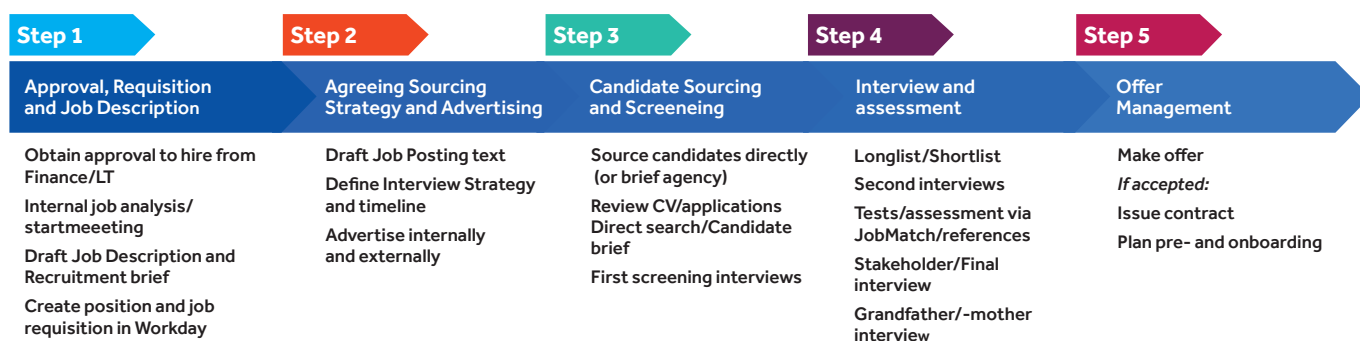 Step 1
Step 2
Step 3
Step 4
Step 5
Approval, Requisition
and Job Description
Agreeing Sourcing
Strategy and Advertising
Candidate Sourcing
and Screeneing
Interview and
assessment
Offer
Management
Obtain approval to hire from
Finance/LT
Internal job analysis/
startmeeeting
Draft Job Description and
Recruitment brief
Create position and job
requisition in Workday
Draft Job Posting text
Define Interview Strategy
and timeline
Advertise internally
and externally
Source candidates directly
(or brief agency)
Review CV/applications
Direct search/Candidate
brief
First screening interviews
Longlist/Shortlist
Second interviews
Tests/assessment via
JobMatch/references
Stakeholder/Final
interview
Grandfather/-mother
interview
Make offer
If accepted:
Issue contract
Plan pre- and onboarding